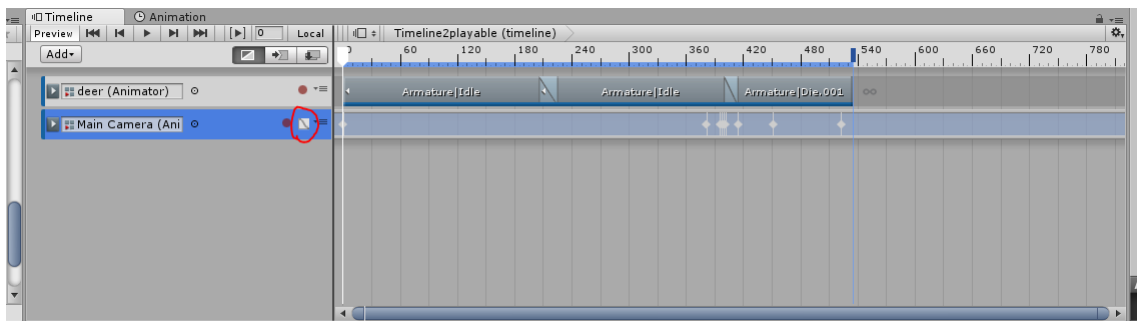 Timeline Animation
Preview 0 Local Timeline2playable (timeline)
Add 0 60 120 180 240 300 360 420 480 540 600 660 720 780
deer (Animator) Armature|Idle Armature|Idle Armature|Die.001
Main Camera (Ani